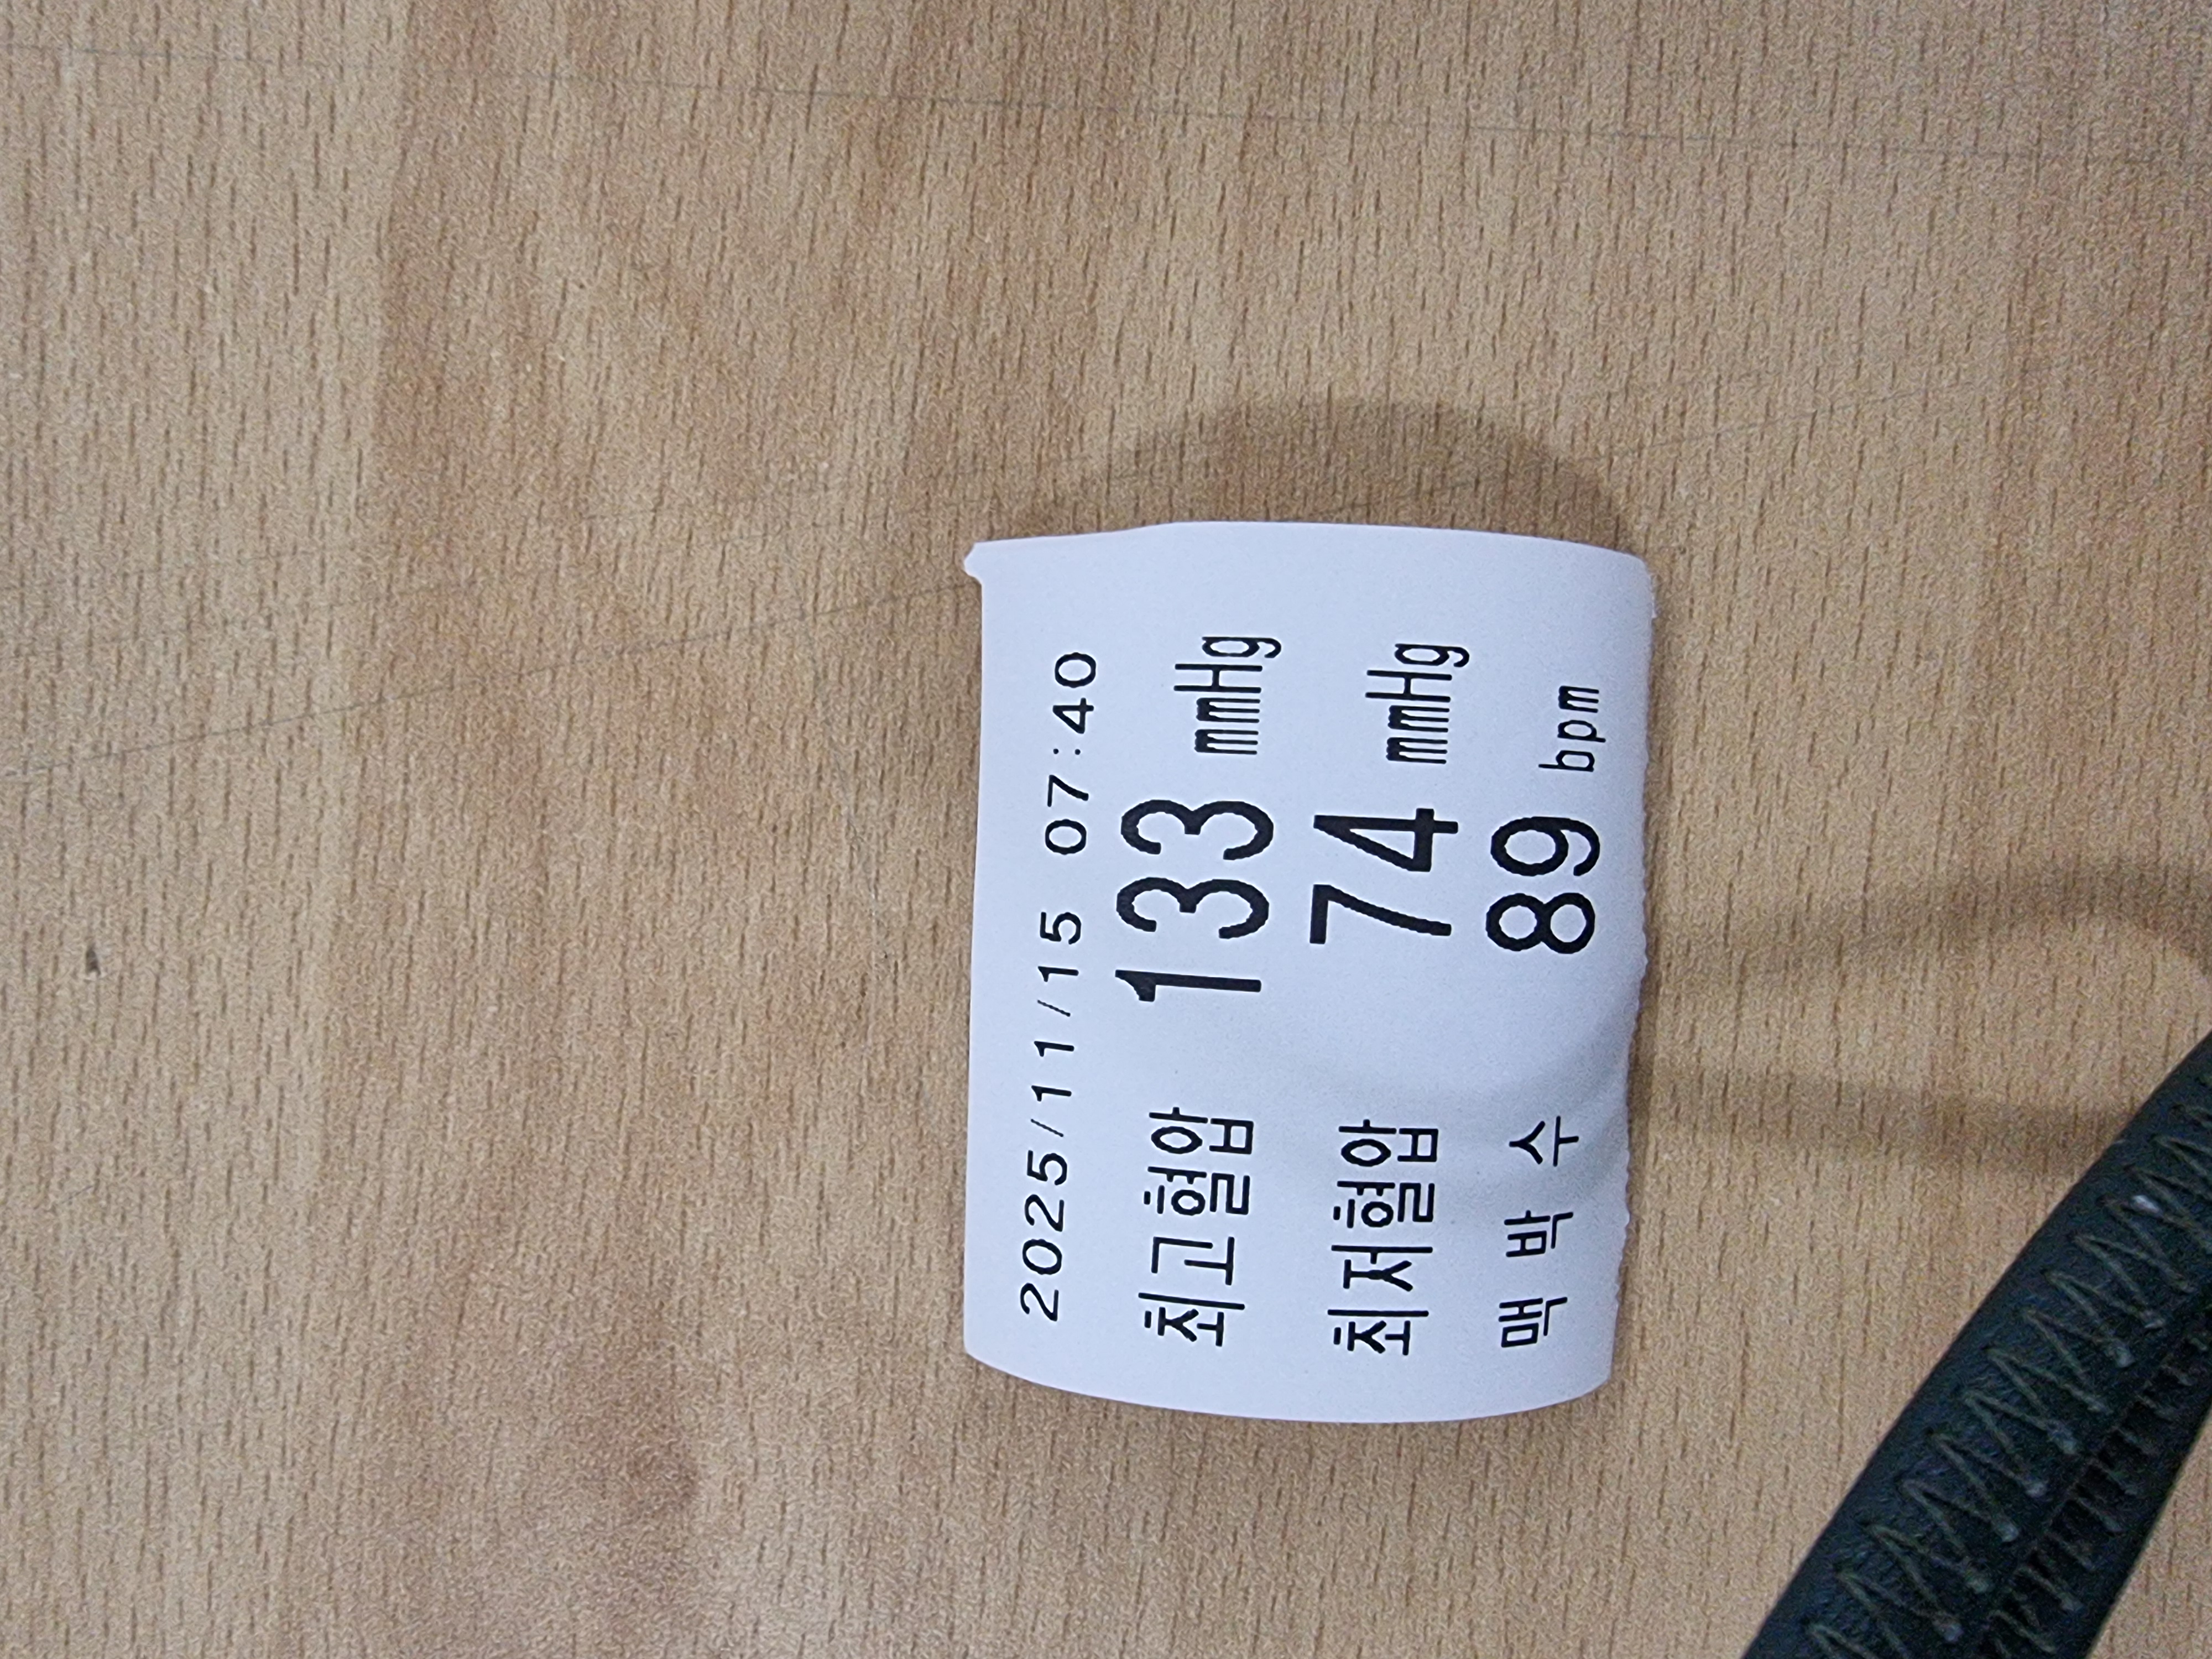 2025/11/15 07:40
최고혈압 133 mmHg
최저혈압 74 mmHg
맥 박 수 89 bpm